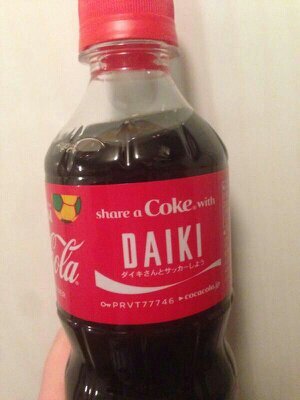 share a Coke® with
DAIKI
ダイキさんとサッカーしよう
PRVT77746 ▶cocacola.jp
ola